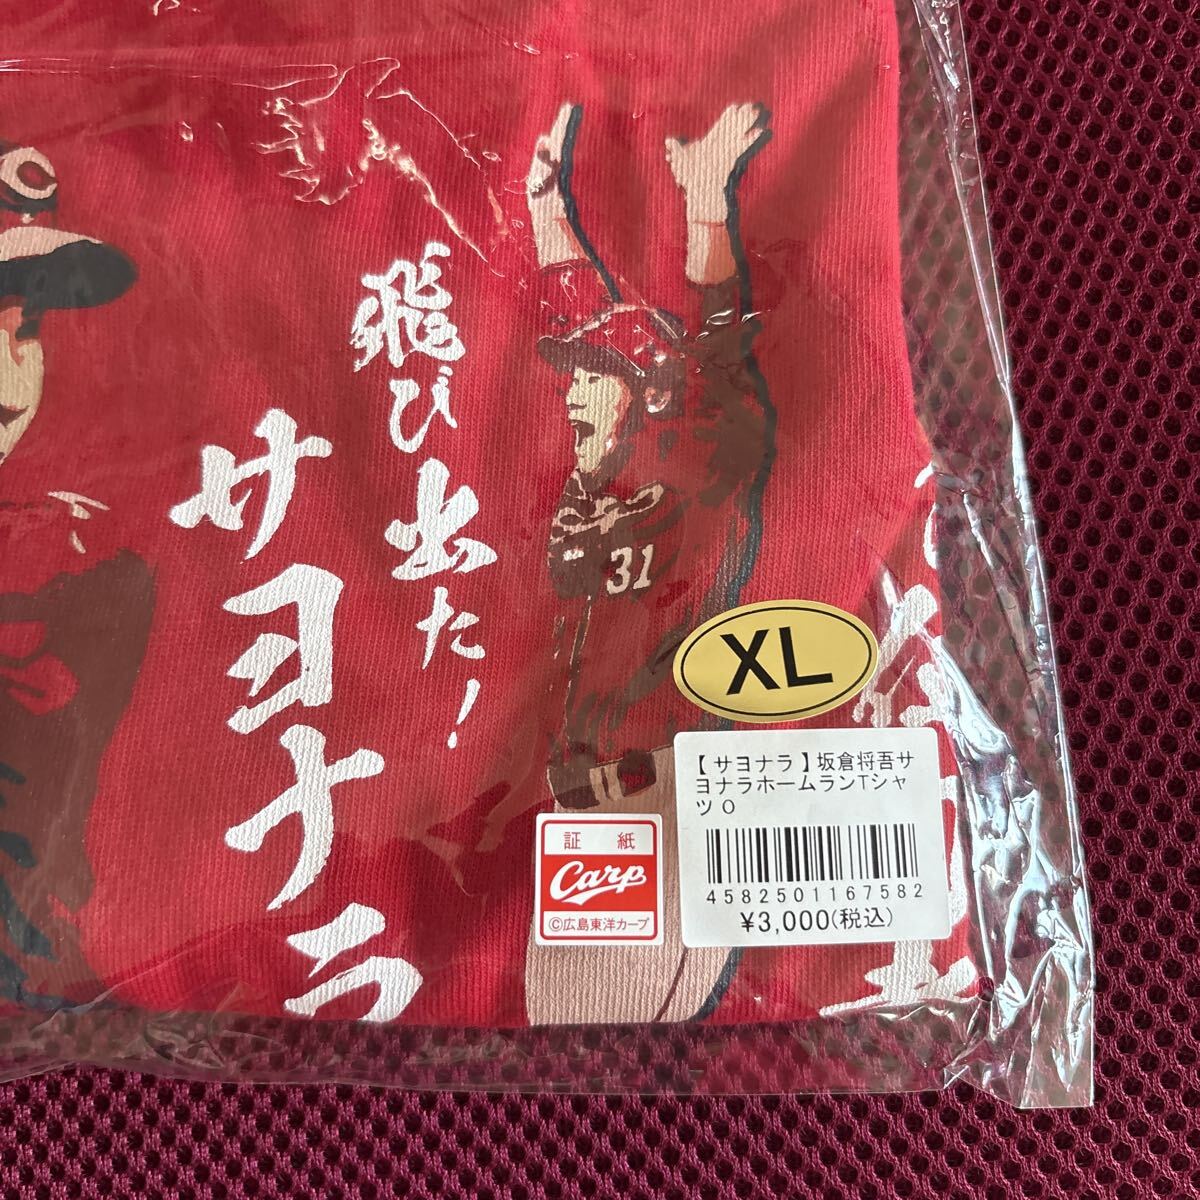 飛び出た!
サヨナラ
31
XL
【サヨナラ】坂倉将吾サ
ヨナラホームランTシャ
ツ O
4582501167582
¥3,000(税込)
証 紙
Carp
©広島東洋カープ